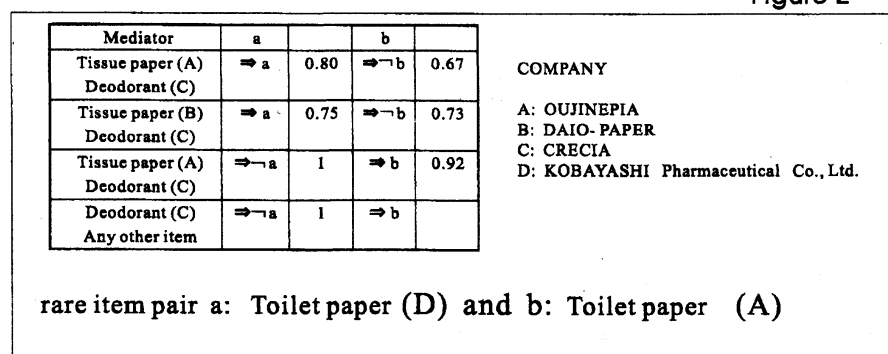 Figure 2
Mediator a b
Tissue paper (A) ⇒ a 0.80 ⇒¬ b 0.67
Deodorant (C)
Tissue paper (B) ⇒ a 0.75 ⇒¬ b 0.73
Deodorant (C)
Tissue paper (A) ⇒¬ a 1 ⇒ b 0.92
Deodorant (C)
Deodorant (C) ⇒¬ a 1 ⇒ b
Any other item
COMPANY
A: OUJINEPIA
B: DAIO- PAPER
C: CRECIA
D: KOBAYASHI Pharmaceutical Co., Ltd.
rare item pair a: Toilet paper (D) and b: Toilet paper (A)